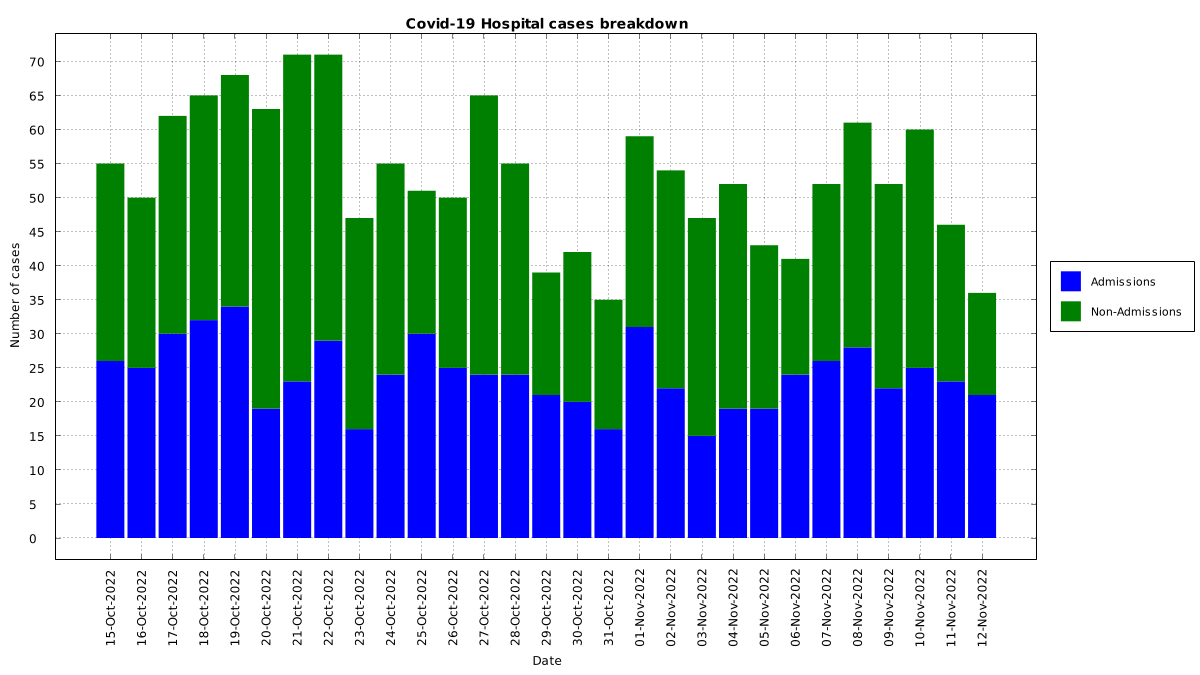 Covid-19 Hospital cases breakdown
70
65
60
55
50
45
40
35
30
25
20
15
10
5
0
Number of cases
15-Oct-2022
16-Oct-2022
17-Oct-2022
18-Oct-2022
19-Oct-2022
20-Oct-2022
21-Oct-2022
22-Oct-2022
23-Oct-2022
24-Oct-2022
25-Oct-2022
26-Oct-2022
27-Oct-2022
28-Oct-2022
29-Oct-2022
30-Oct-2022
31-Oct-2022
01-Nov-2022
02-Nov-2022
03-Nov-2022
04-Nov-2022
05-Nov-2022
06-Nov-2022
07-Nov-2022
08-Nov-2022
09-Nov-2022
10-Nov-2022
11-Nov-2022
12-Nov-2022
Date
Admissions
Non-Admissions